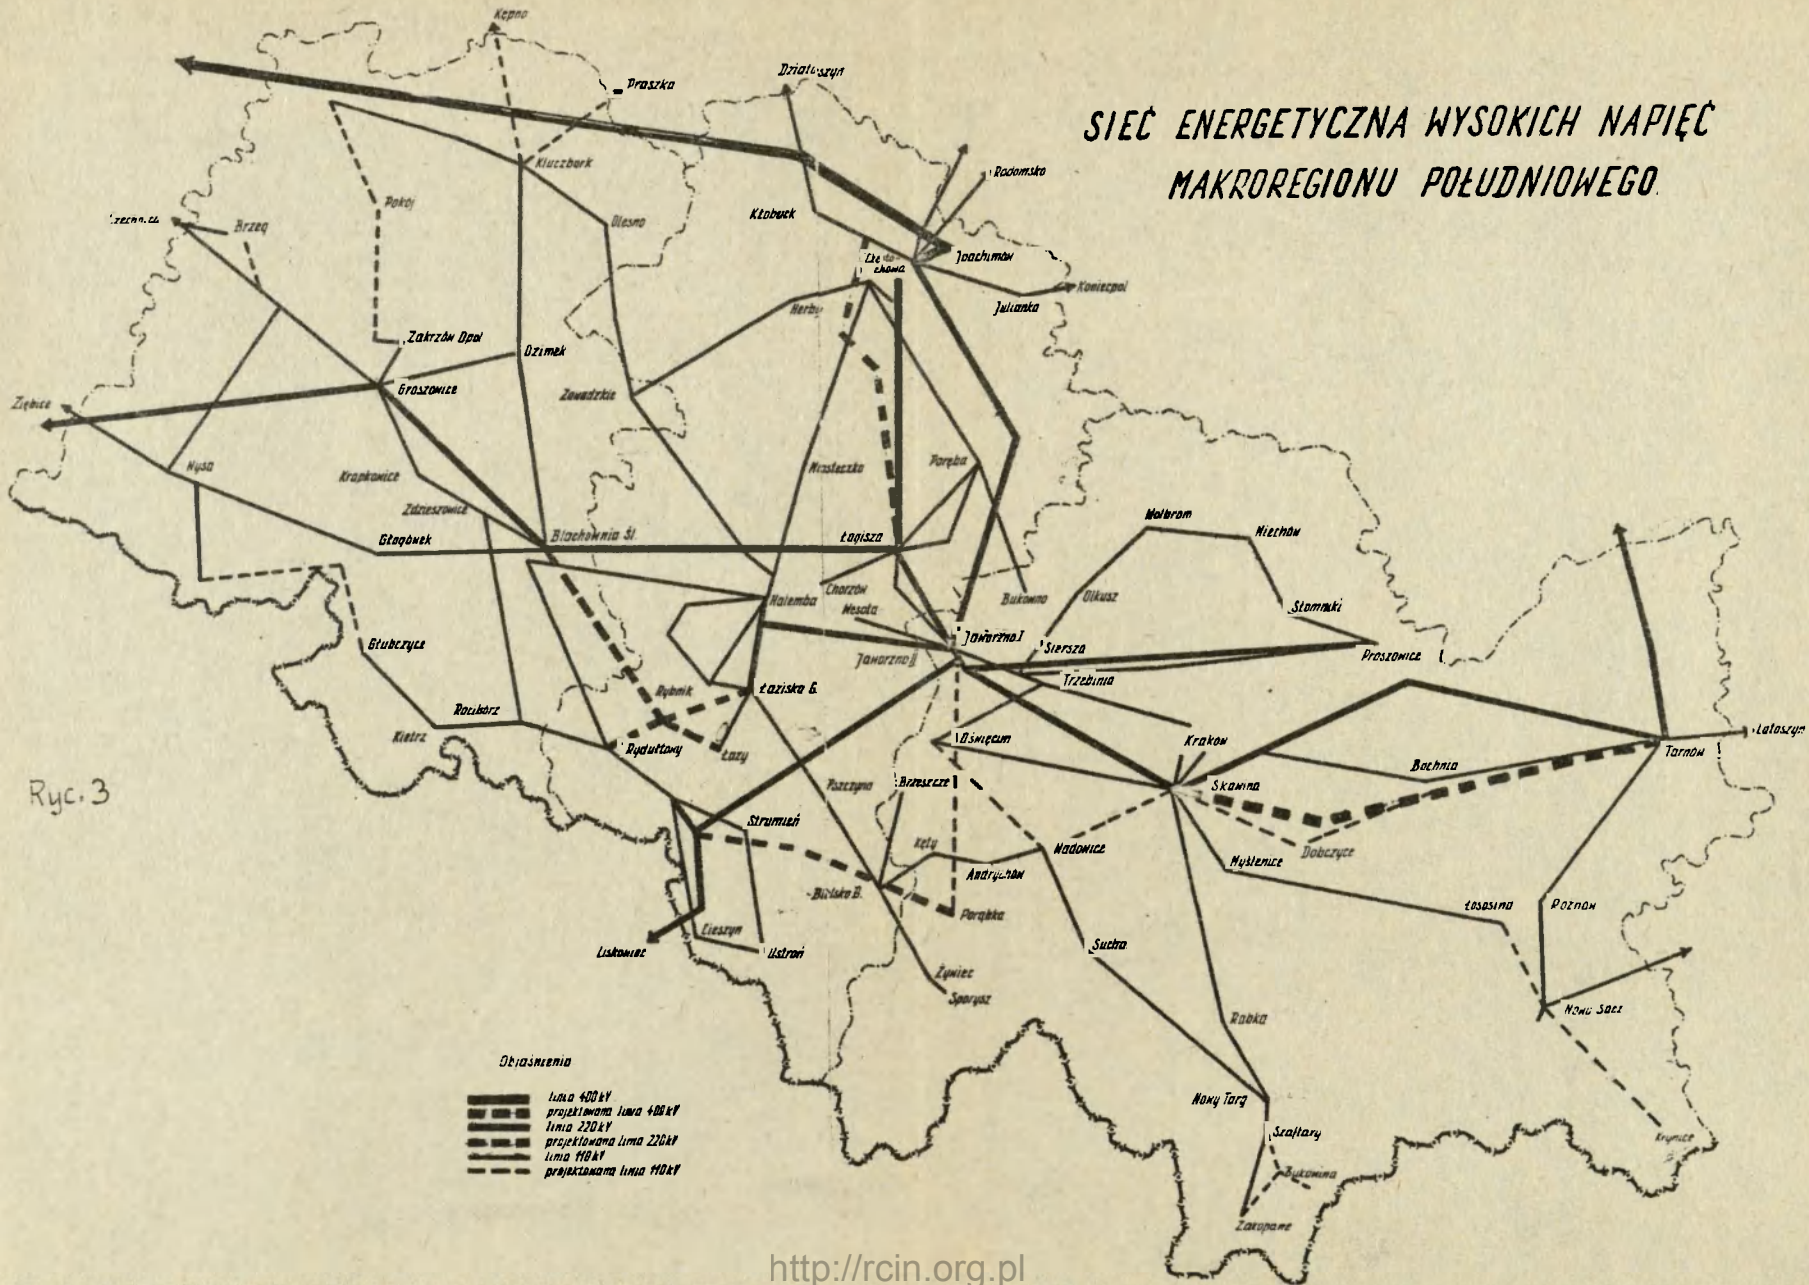 SIEĆ ENERGETYCZNA WYSOKICH NAPIĘĆ
MAKROREGIONU POŁUDNIOWEGO.
Kępno
Praszka
Działoszyn
Radomsko
Kluczbork
Pokój
Olesno
Kłobuck
Brzeg
Joachimów
Koniecpol
Julianka
Herby
Zakrzów Opol
Ozimek
Groszowice
Ziębice
Zawadzkie
Nysa
Krapkowice
Miasteczko
Poręba
Zdzieszowice
Głogówek
Blachownia Śl.
Łagisza
Wolbrom
Miechów
Chorzów
Halemba
Wesoła
Bukowno
Olkusz
Słomniki
Jaworzno I
Jaworzno II
Siersza
Proszowice
Głubczyce
Trzebinia
Rybnik
Łaziska G.
Racibórz
Kietrz
Rydułtowy
Łazy
Oświęcim
Kraków
Latoszyn
Tarnów
Bochnia
Ryc. 3
Pszczyna
Brzeszcze
Skawina
Strumień
Kęty
Wadowice
Dobczyce
Myślenice
Andrychów
Bielsko B.
Porąbka
Łososina
Rożnów
Cieszyn
Ustroń
Liskowiec
Sucha
Żywiec
Sporysz
Rabka
Nowy Sącz
Nowy Targ
Szaflary
Krynica
Bukowina
Zakopane
Objaśnienia
linia 400 kV
projektowana linia 400 kV
linia 220 kV
projektowana linia 220 kV
linia 110 kV
projektowana linia 110 kV
http://rcin.org.pl